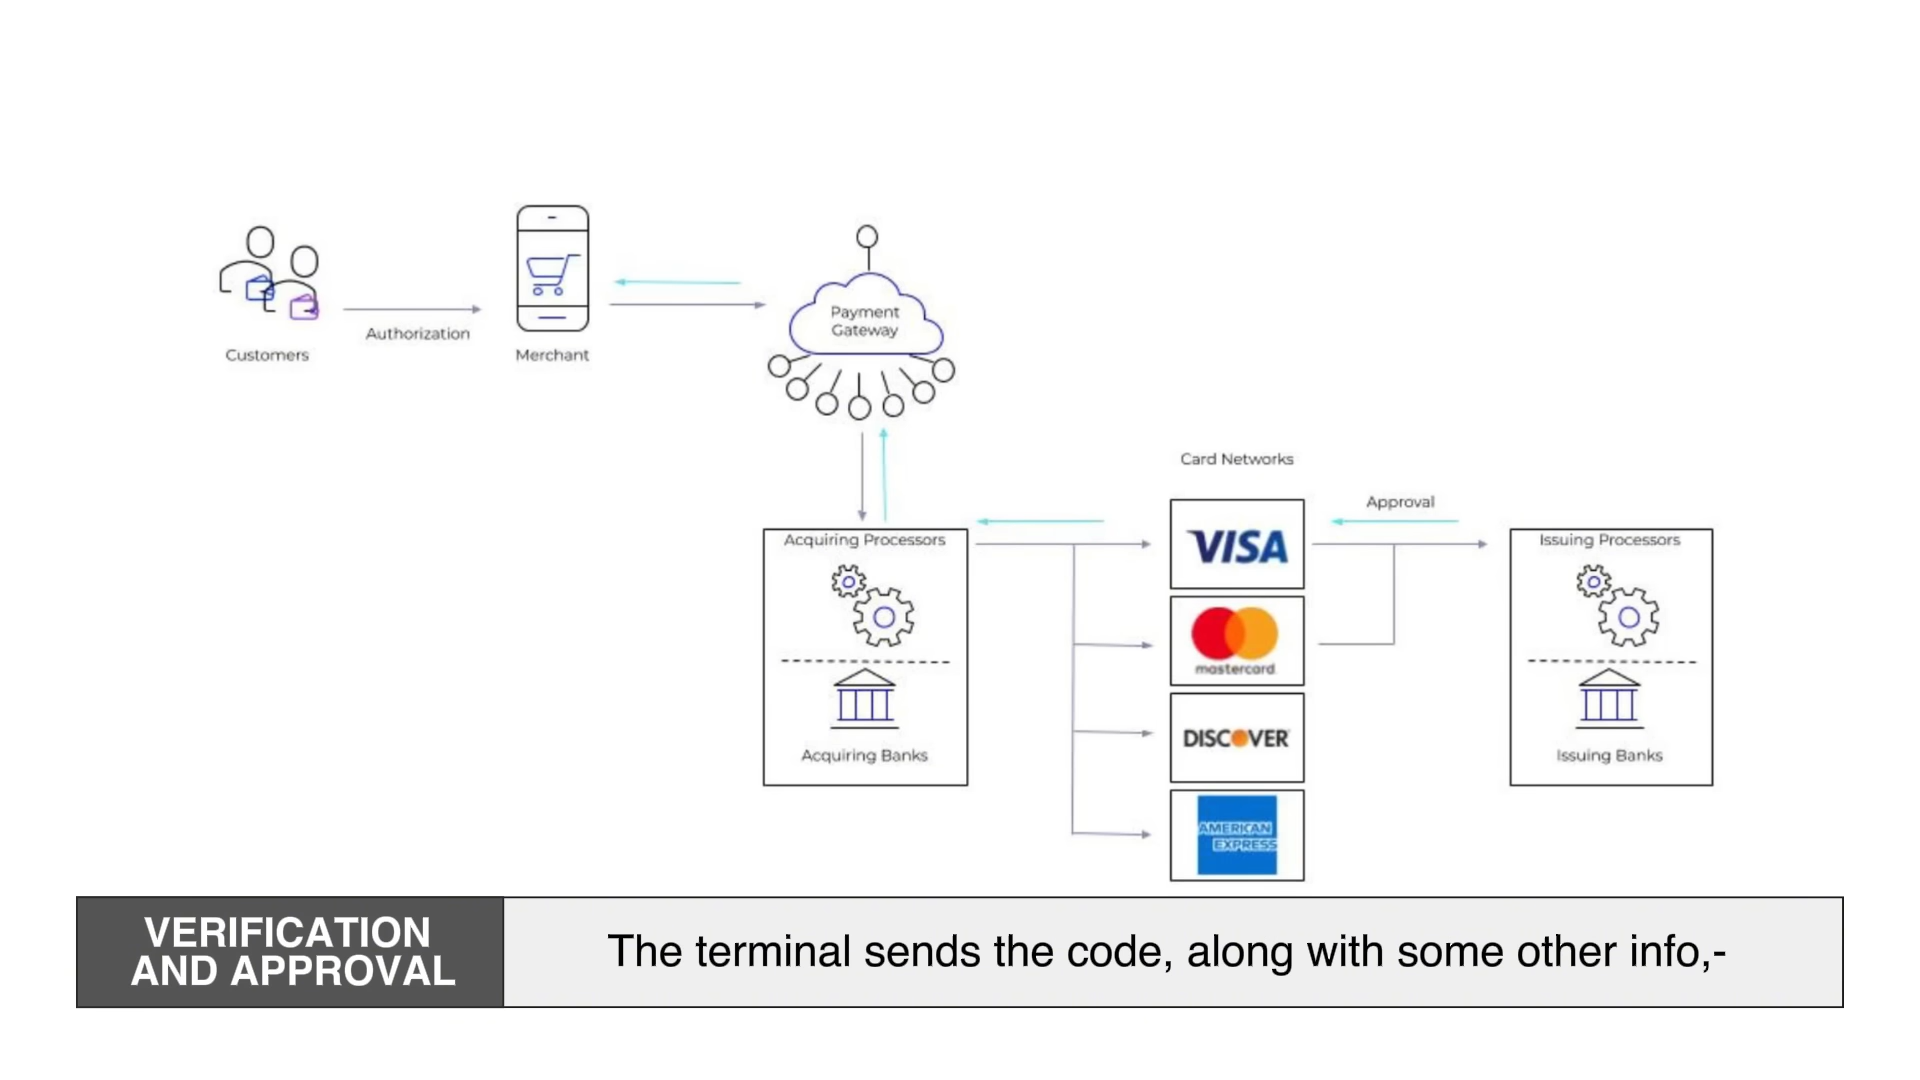 Customers
Authorization
Merchant
Payment
Gateway
Card Networks
Approval
Acquiring Processors
Acquiring Banks
VISA
mastercard
DISCOVER
AMERICAN
EXPRESS
Issuing Processors
Issuing Banks
VERIFICATION
AND APPROVAL
The terminal sends the code, along with some other info,-